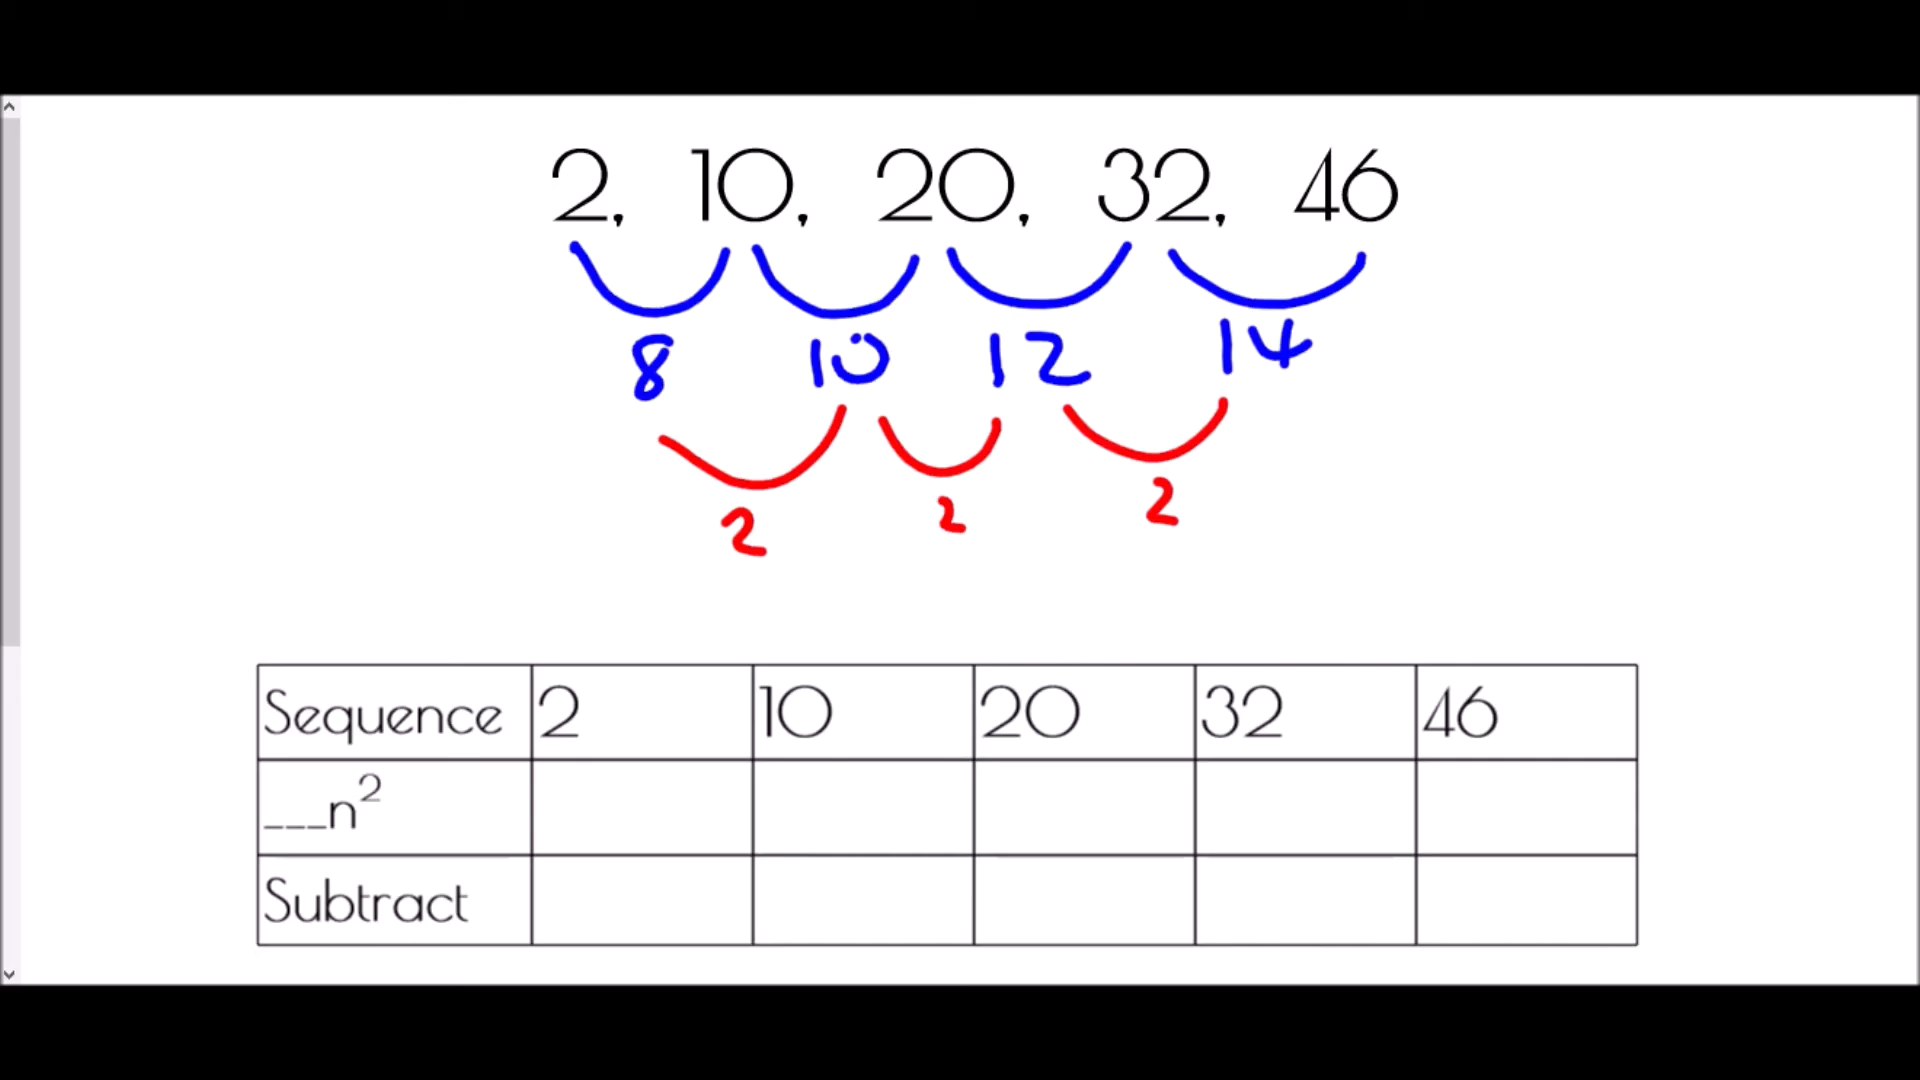 2, 10, 20, 32, 46
8 10 12 14
2 2 2
Sequence 2 10 20 32 46
___n²
Subtract